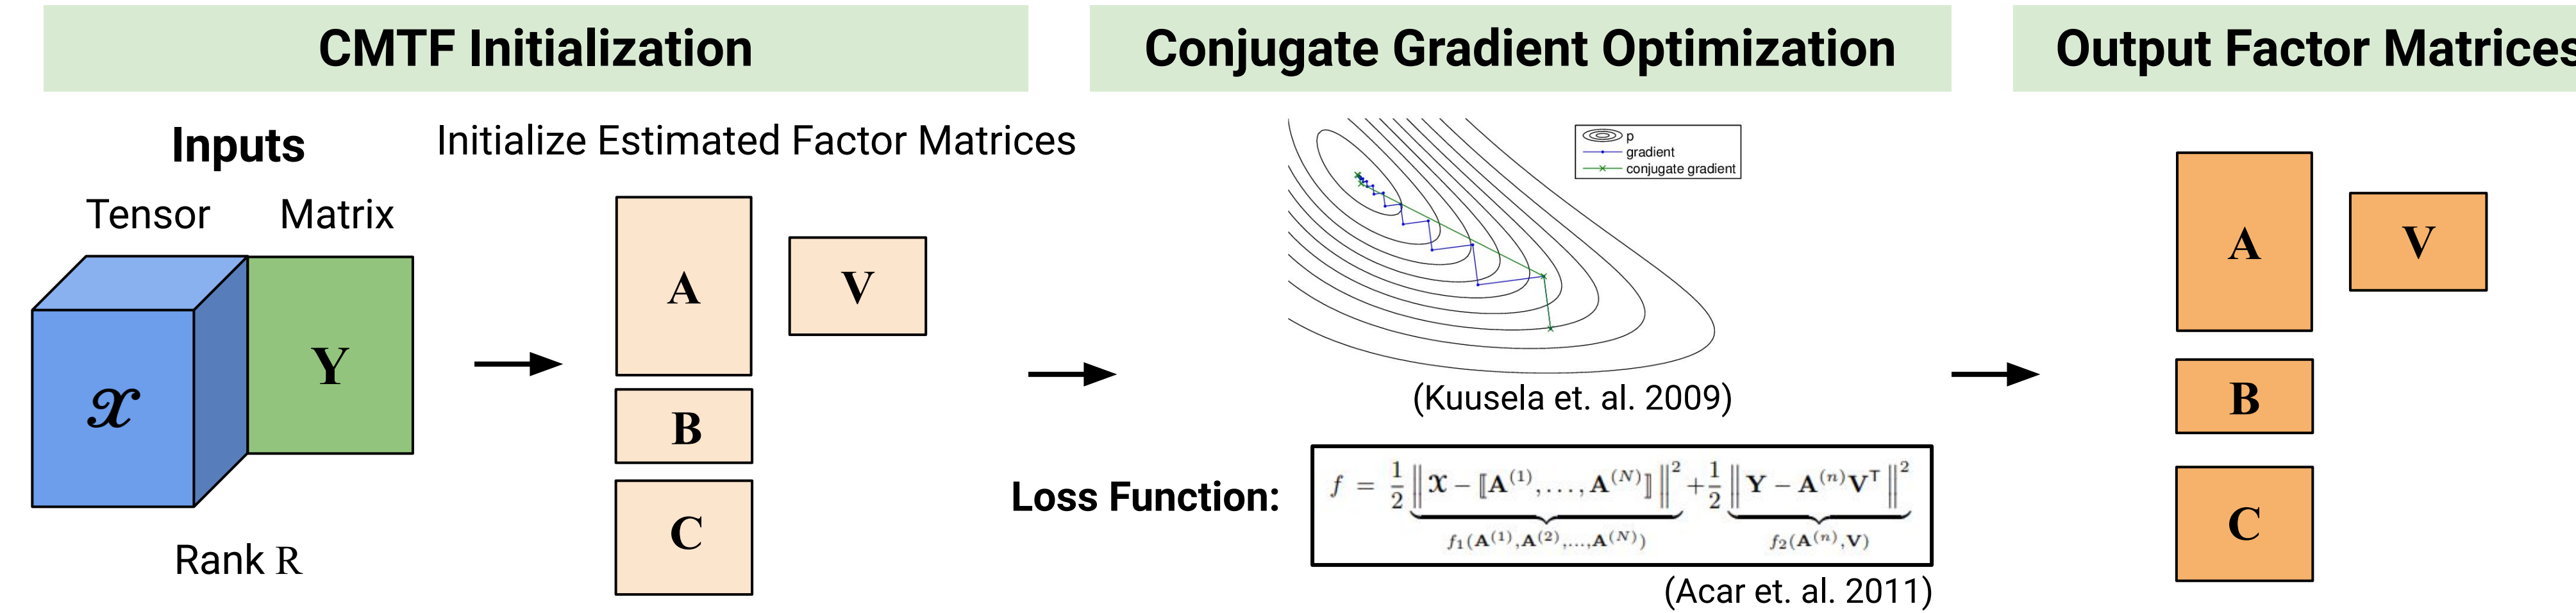 CMTF Initialization
Inputs
Initialize Estimated Factor Matrices
Tensor
Matrix
𝒳
Y
Rank R
A
V
B
C
Conjugate Gradient Optimization
p
gradient
conjugate gradient
(Kuusela et. al. 2009)
Loss Function:
f = 1/2 ‖ 𝒳 − ⟦A⁽¹⁾, . . . , A⁽ᴺ⁾⟧ ‖² + 1/2 ‖ Y − A⁽ⁿ⁾V^⊤ ‖²
f₁(A⁽¹⁾,A⁽²⁾,...,A⁽ᴺ⁾) f₂(A⁽ⁿ⁾,V)
(Acar et. al. 2011)
Output Factor Matrices
A
V
B
C